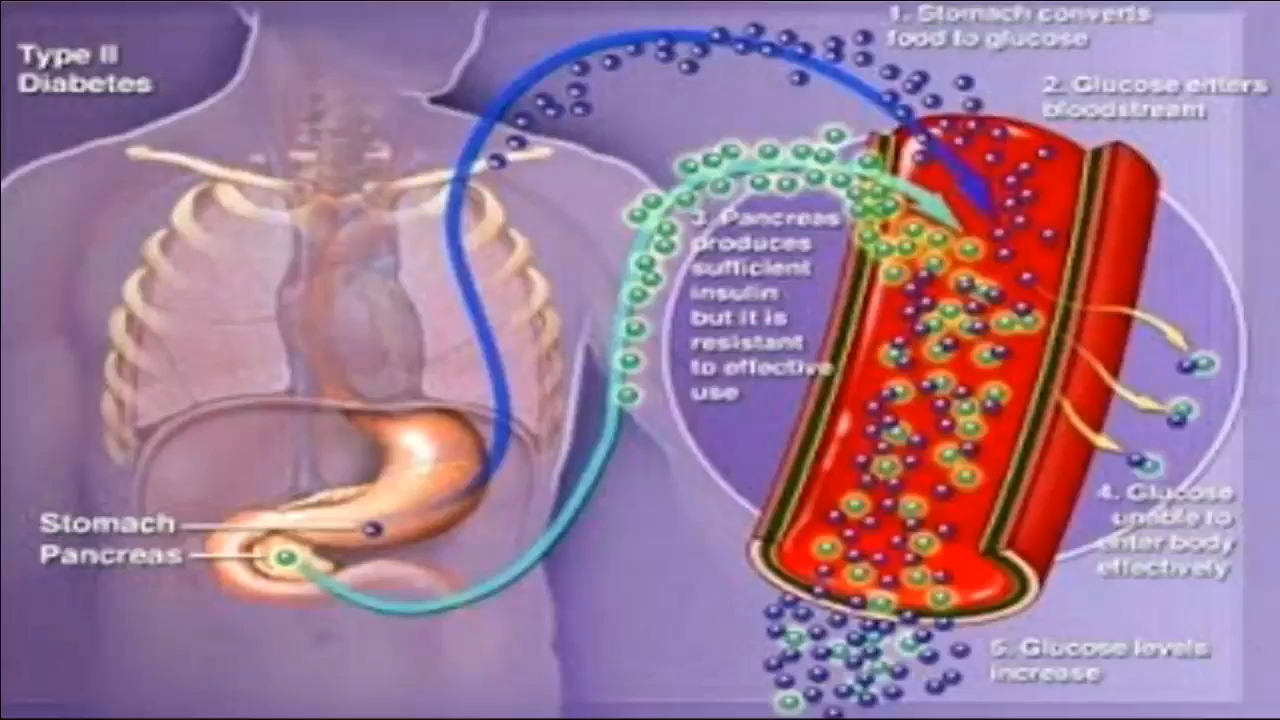 Type II
Diabetes
1. Stomach converts
food to glucose
2. Glucose enters
bloodstream
3. Pancreas
produces
sufficient
insulin
but it is
resistant
to effective
use
Stomach
Pancreas
4. Glucose
unable to
enter body
effectively
5. Glucose levels
increase